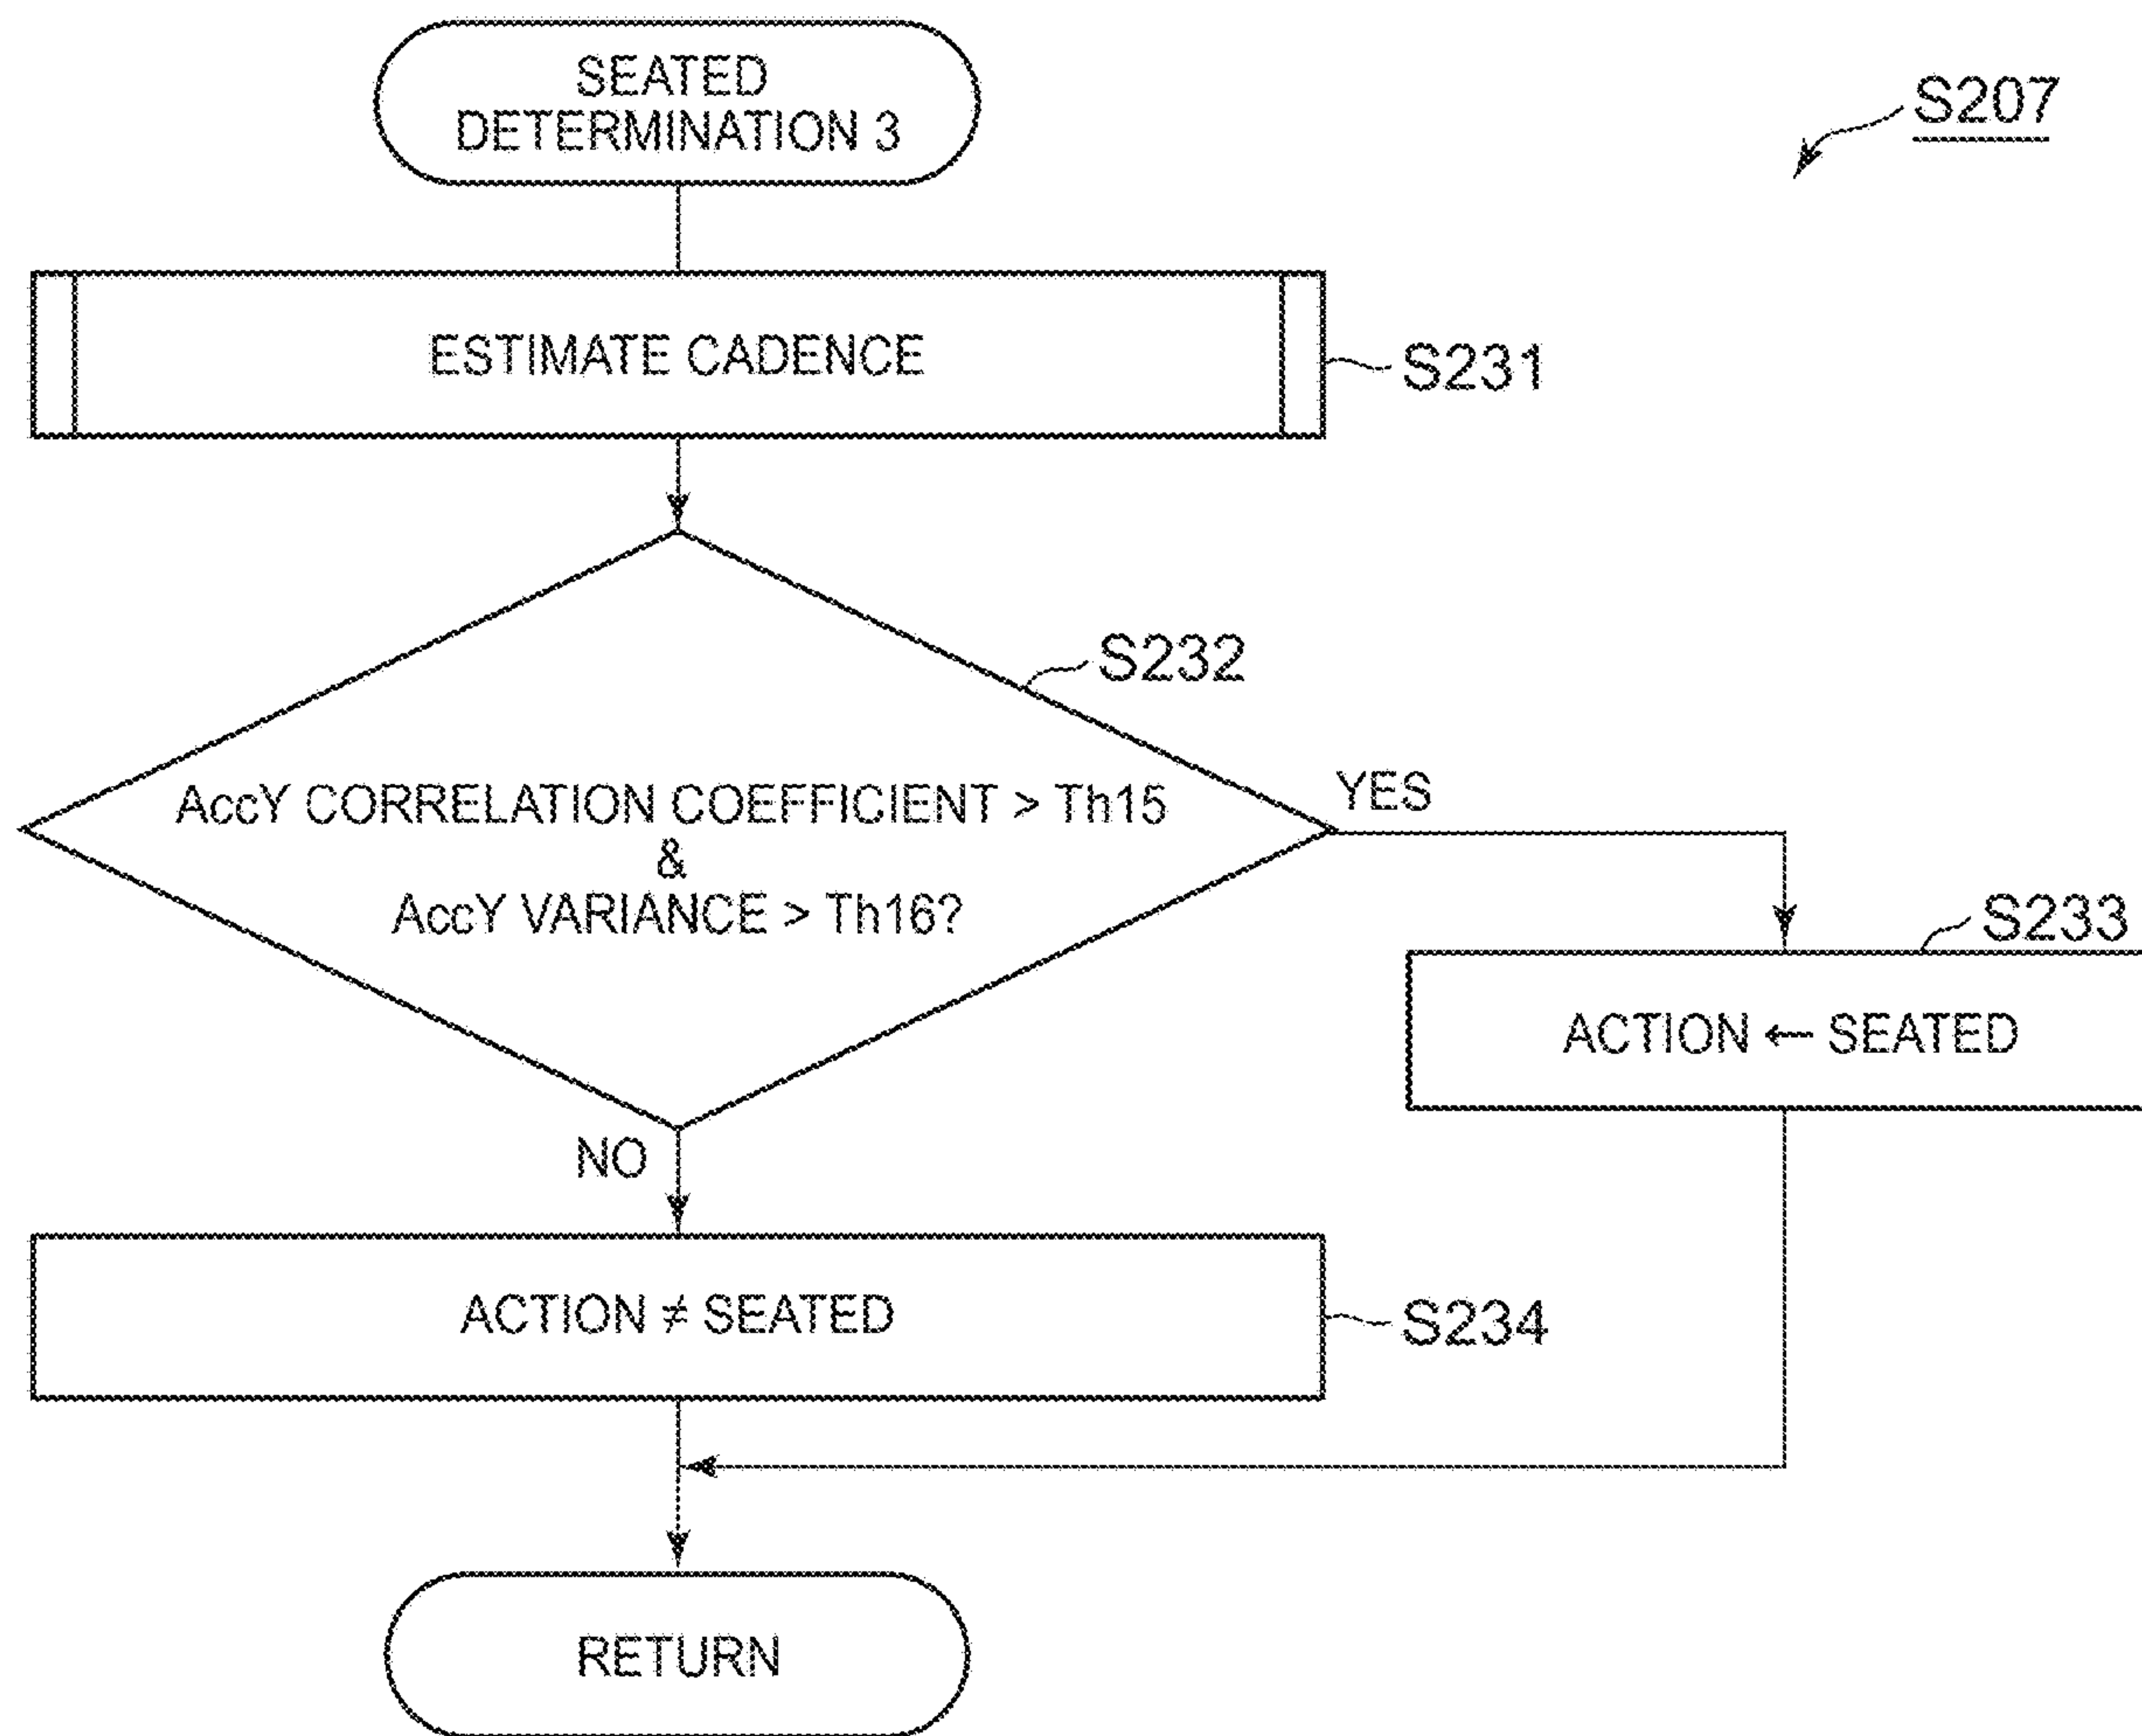 SEATED
DETERMINATION 3
S207
ESTIMATE CADENCE
S231
S232
AccY CORRELATION COEFFICIENT > Th15
&
AccY VARIANCE > Th16?
YES
S233
ACTION ← SEATED
NO
ACTION ≠ SEATED
S234
RETURN